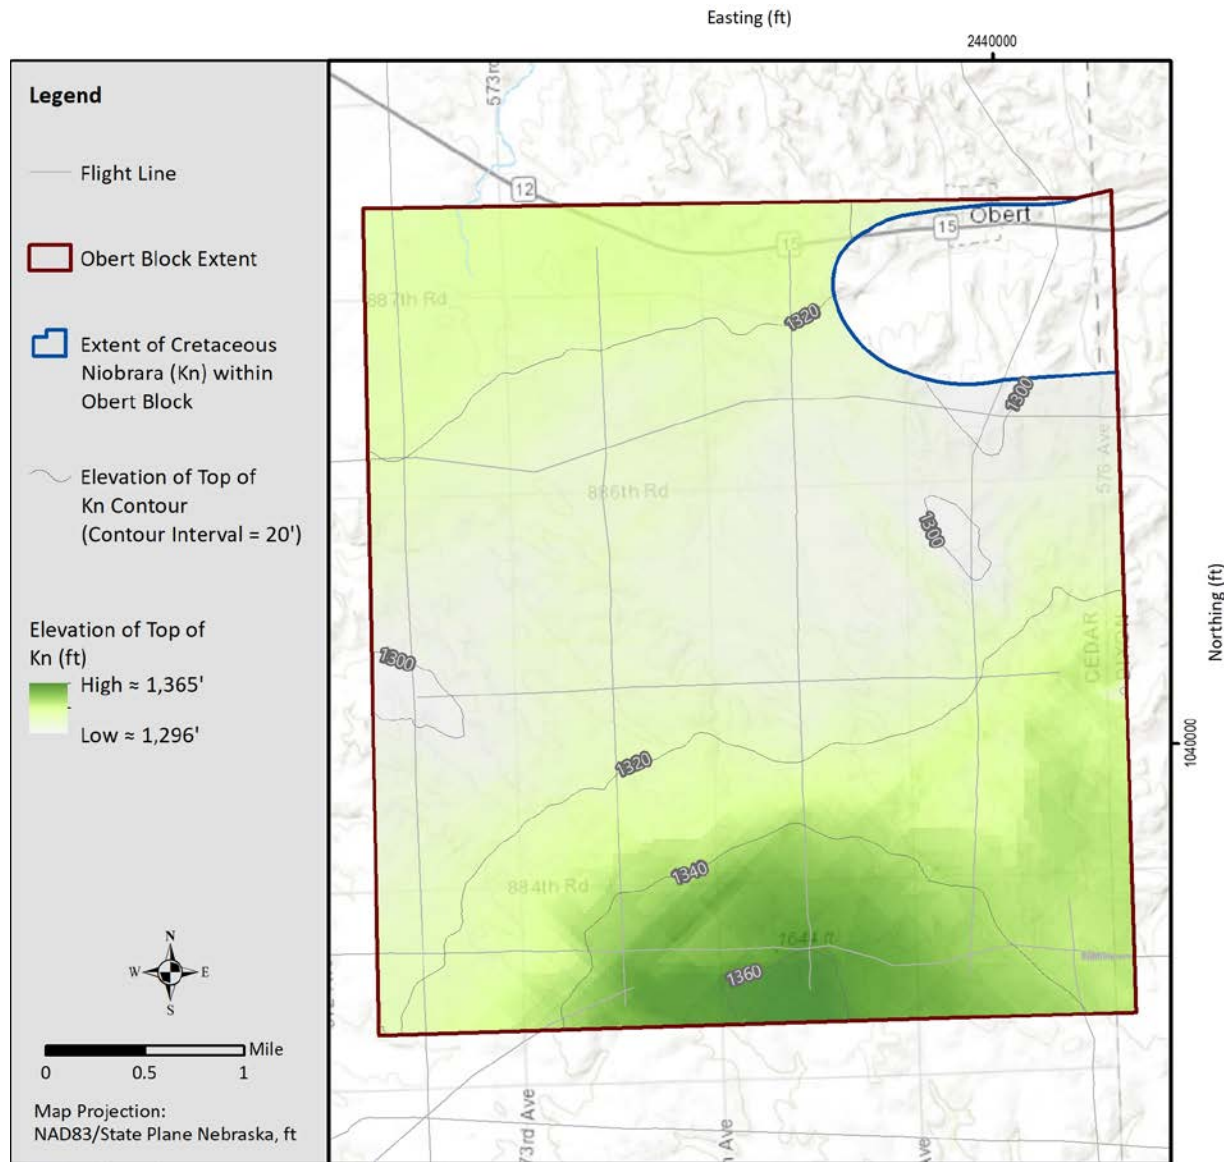 Easting (ft)
2440000
Legend
Flight Line
Obert Block Extent
Extent of Cretaceous
Niobrara (Kn) within
Obert Block
Elevation of Top of
Kn Contour
(Contour Interval = 20')
Elevation of Top of
Kn (ft)
High ≈ 1,365'
Low ≈ 1,296'
N
W E
S
Mile
0 0.5 1
Map Projection:
NAD83/State Plane Nebraska, ft
573rd
12
Obert
15
15
887th Rd
1320
1300
576 Ave
886th Rd
1300
Northing (ft)
CEDAR
DIXON
1300
1040000
1320
1340
884th Rd
1644 ft
1360
73rd Ave
Ave